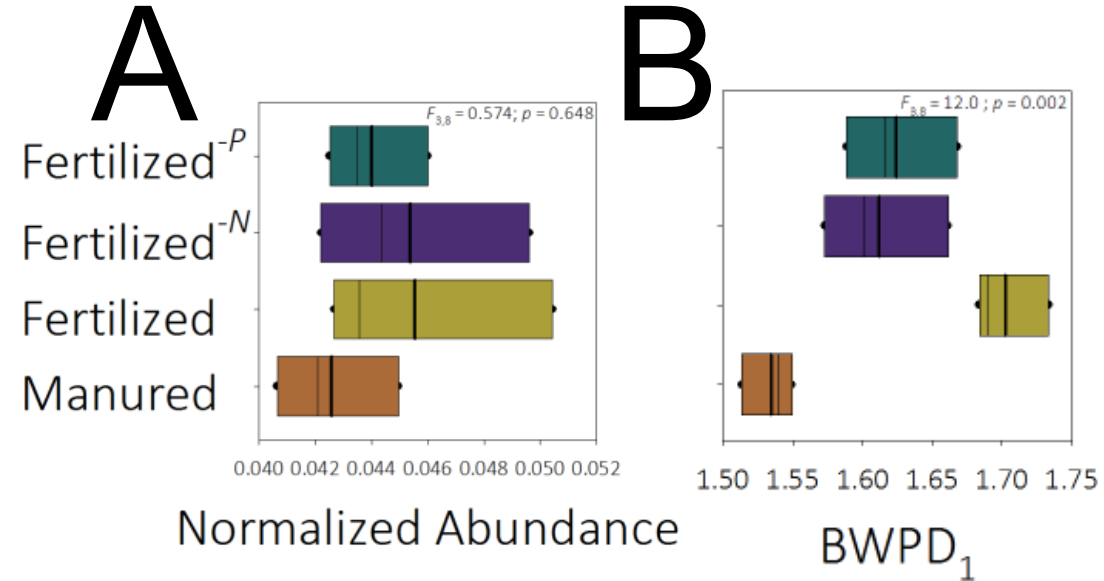 A
B
F3,8 = 0.574; p = 0.648
F3,8 = 12.0 ; p = 0.002
Fertilized-P
Fertilized-N
Fertilized
Manured
0.040 0.042 0.044 0.046 0.048 0.050 0.052
1.50 1.55 1.60 1.65 1.70 1.75
Normalized Abundance
BWPD1